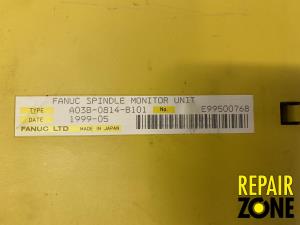 FANUC SPINDLE MONITOR UNIT
TYPE A03B-0814-B101 No. E99500768
DATE 1999-05
FANUC LTD MADE IN JAPAN
REPAIR
ZONE